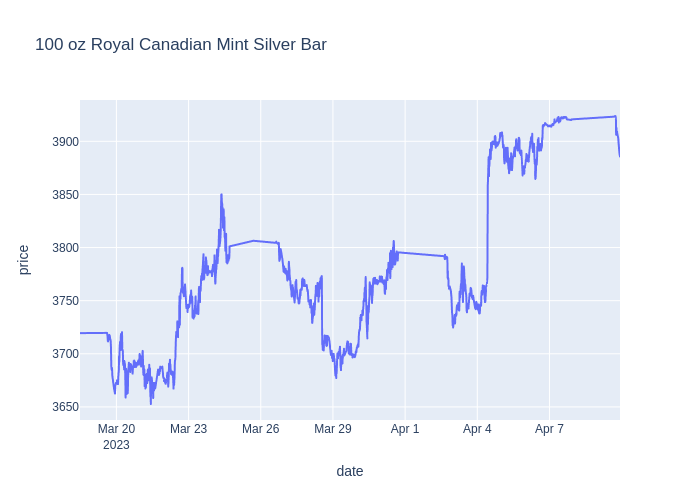 100 oz Royal Canadian Mint Silver Bar
3900
3850
3800
3750
3700
3650
price
Mar 20 Mar 23 Mar 26 Mar 29 Apr 1 Apr 4 Apr 7
2023
date